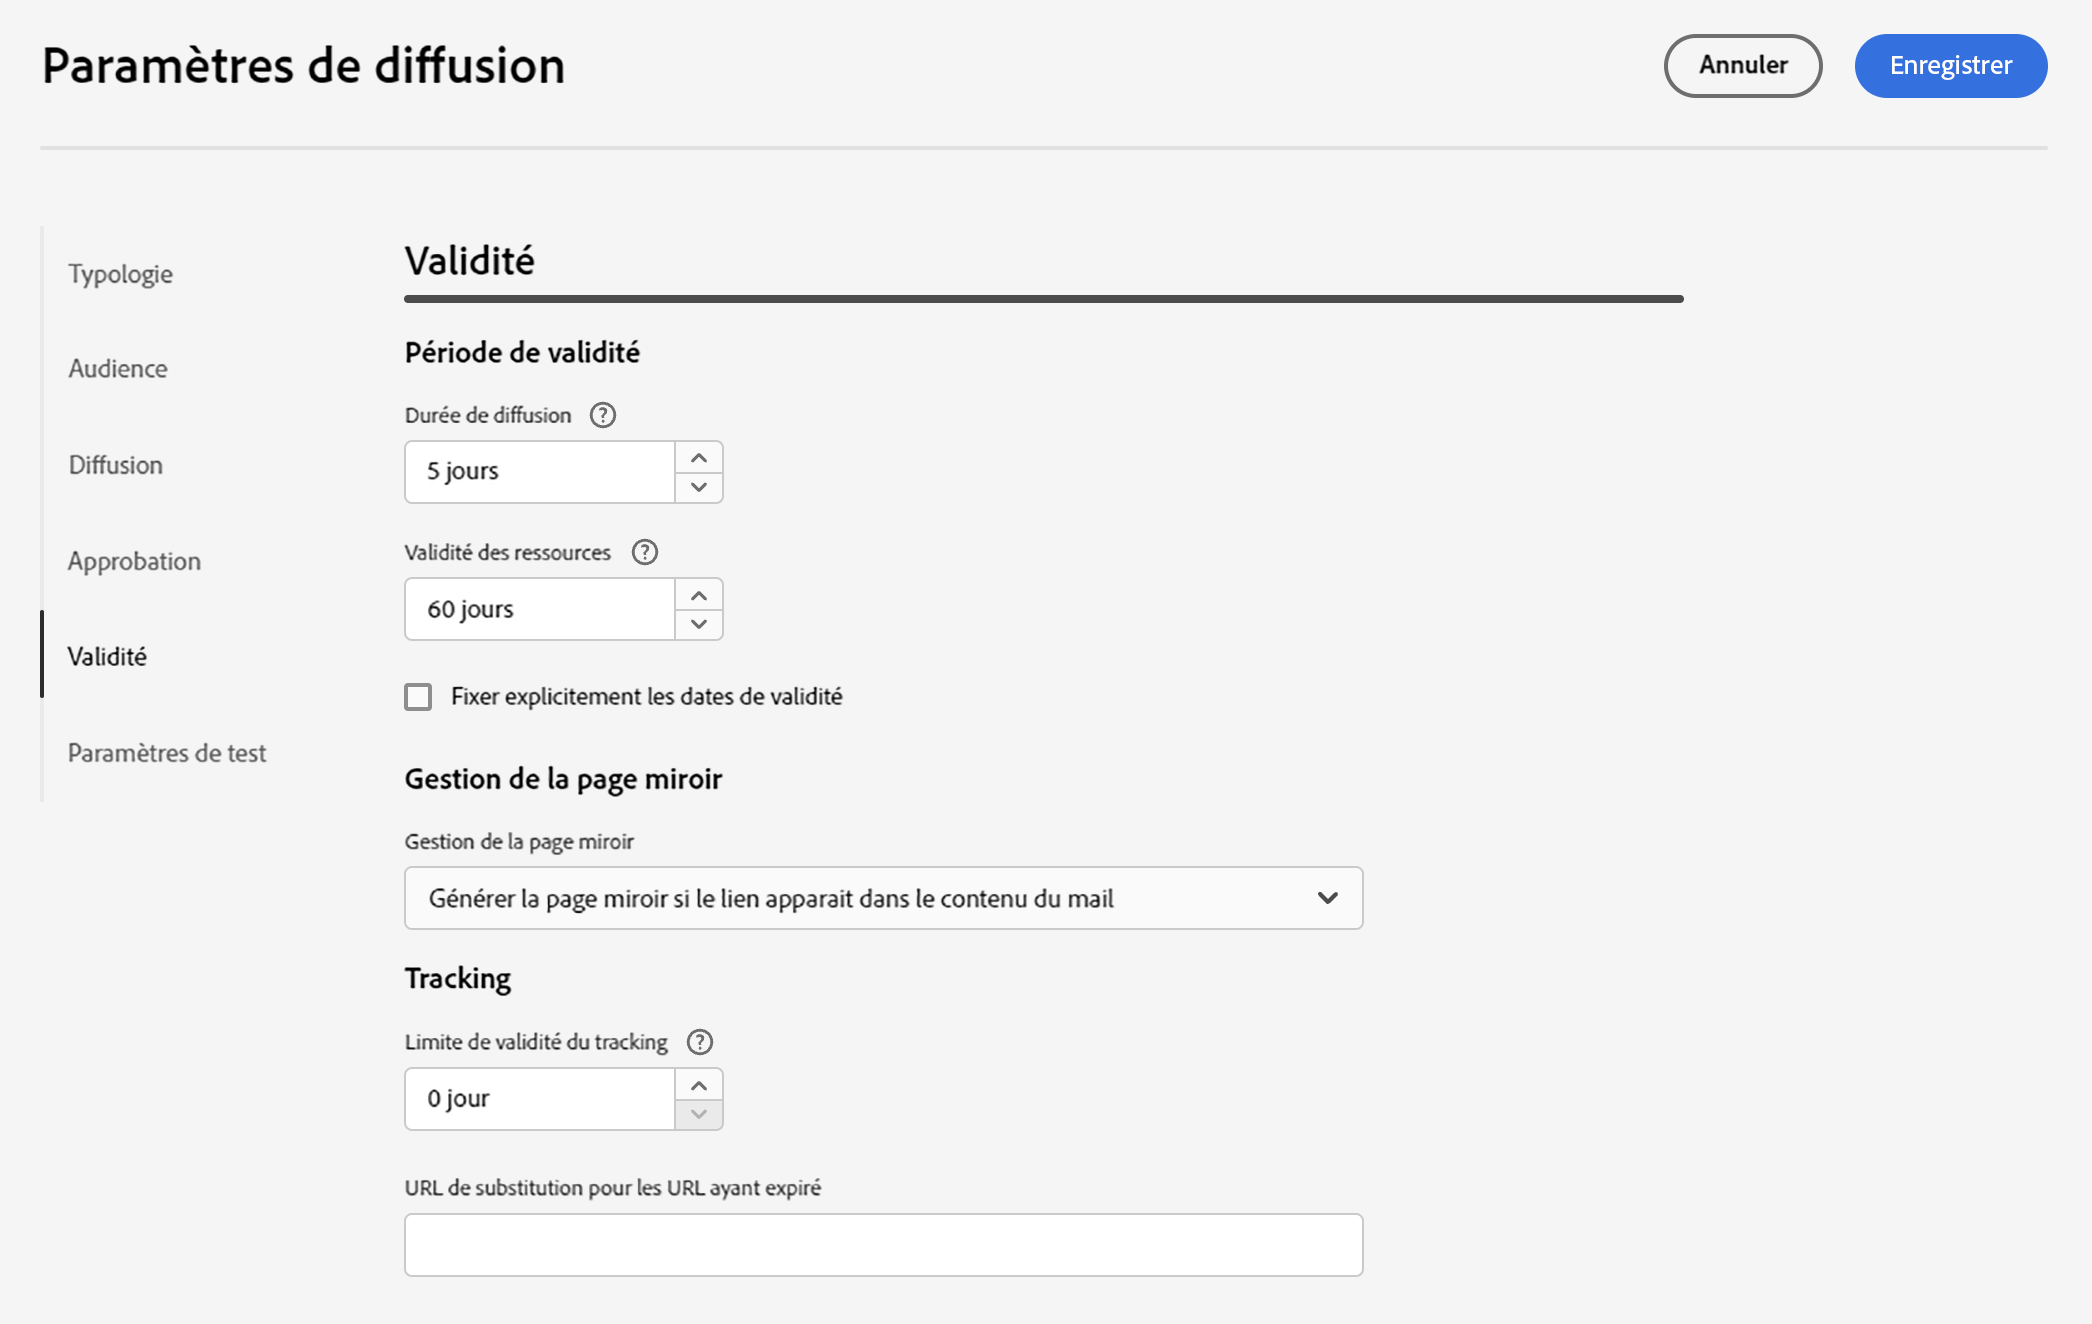 Paramètres de diffusion
Annuler
Enregistrer
Typologie
Audience
Diffusion
Approbation
Validité
Paramètres de test
Validité
Période de validité
Durée de diffusion ?
5 jours
Validité des ressources ?
60 jours
Fixer explicitement les dates de validité
Gestion de la page miroir
Gestion de la page miroir
Générer la page miroir si le lien apparait dans le contenu du mail
Tracking
Limite de validité du tracking ?
0 jour
URL de substitution pour les URL ayant expiré